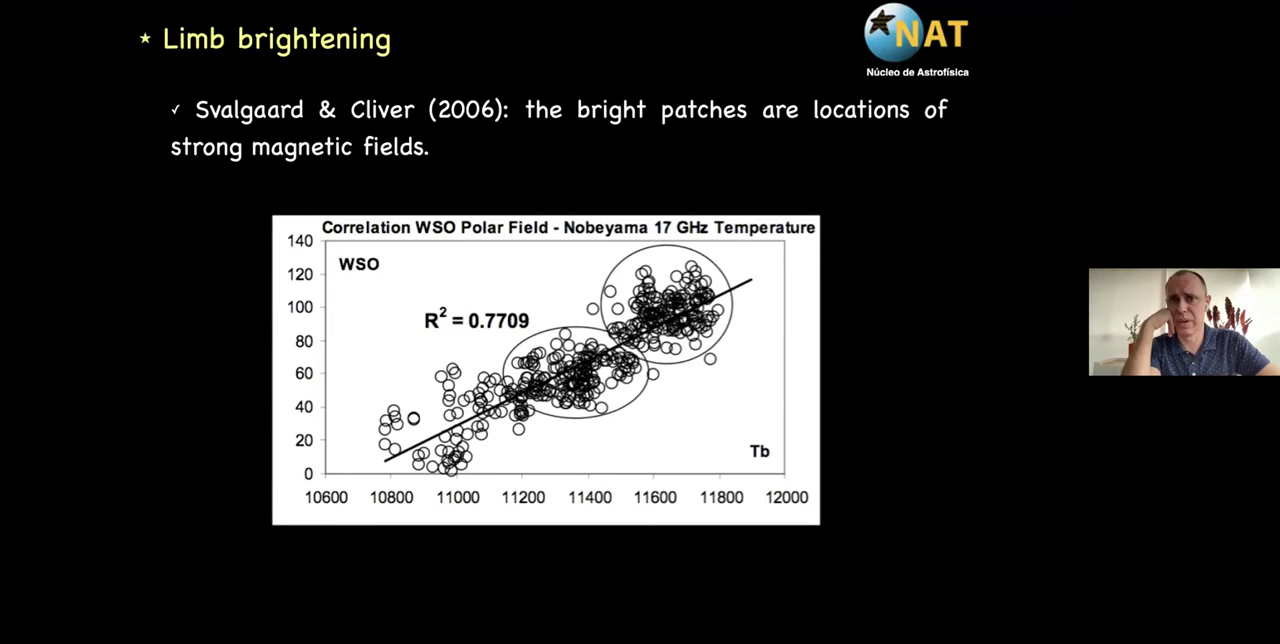 ★ Limb brightening
NAT
Núcleo de Astrofísica
✓ Svalgaard & Cliver (2006): the bright patches are locations of
strong magnetic fields.
Correlation WSO Polar Field - Nobeyama 17 GHz Temperature
140
120
100
80
60
40
20
0
WSO
R² = 0.7709
Tb
10600 10800 11000 11200 11400 11600 11800 12000